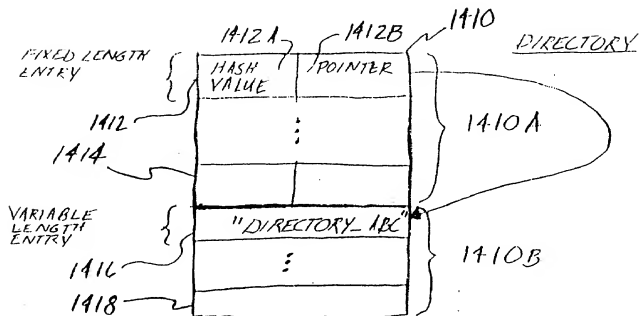 1412A 1412B 1410
DIRECTORY
FIXED LENGTH
ENTRY
HASH
VALUE
POINTER
1412
1410A
1414
VARIABLE
LENGTH
ENTRY
"DIRECTORY_ABC"
1416
1410B
1418